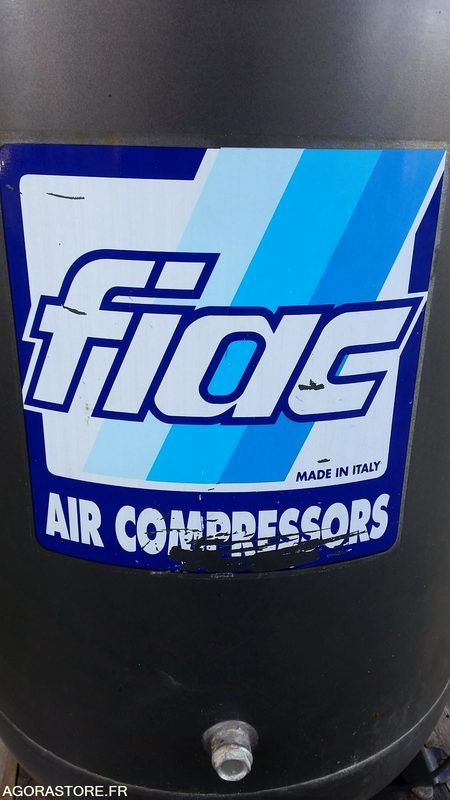 fiac
MADE IN ITALY
AIR COMPRESSORS
AGORASTORE.FR